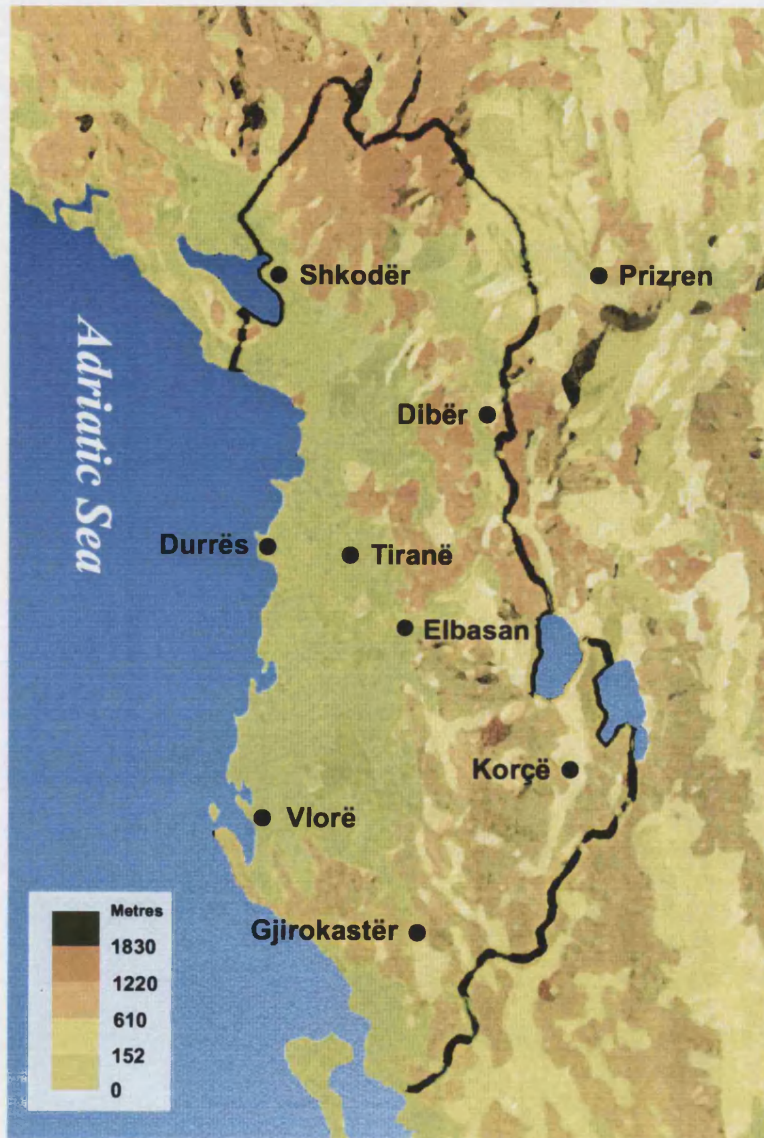 Shkodër
Prizren
Adriatic Sea
Dibër
Durrës
Tiranë
Elbasan
Korçë
Vlorë
Gjirokastër
Metres
1830
1220
610
152
0